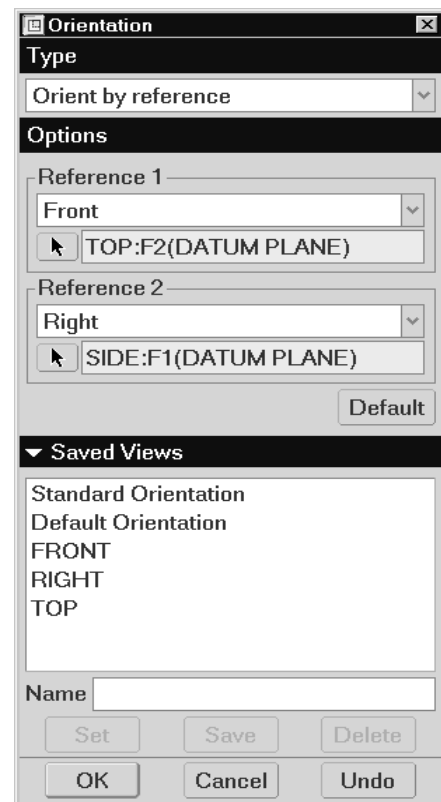 Orientation
Type
Orient by reference
Options
Reference 1
Front
TOP:F2(DATUM PLANE)
Reference 2
Right
SIDE:F1(DATUM PLANE)
Default
Saved Views
Standard Orientation
Default Orientation
FRONT
RIGHT
TOP
Name
Set Save Delete
OK Cancel Undo